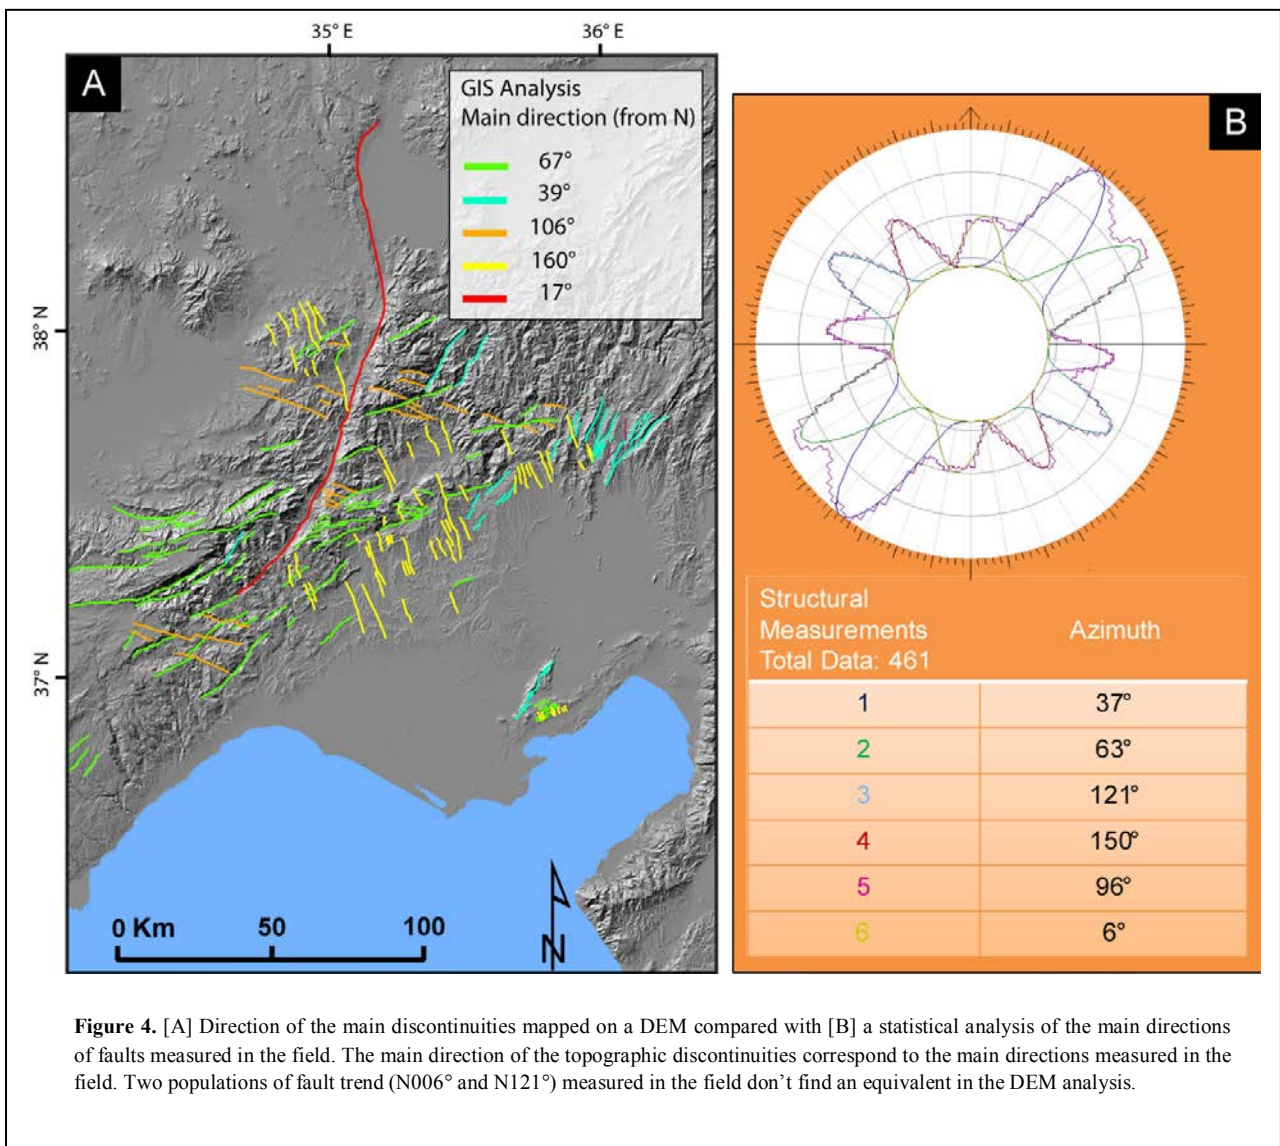 35° E
36° E
A
GIS Analysis
Main direction (from N)
67°
39°
106°
160°
17°
38° N
37° N
0 Km
50
100
N
B
Structural
Measurements
Total Data: 461
Azimuth
1
37°
2
63°
3
121°
4
150°
5
96°
6
6°
Figure 4. [A] Direction of the main discontinuities mapped on a DEM compared with [B] a statistical analysis of the main directions
of faults measured in the field. The main direction of the topographic discontinuities correspond to the main directions measured in the
field. Two populations of fault trend (N006° and N121°) measured in the field don’t find an equivalent in the DEM analysis.